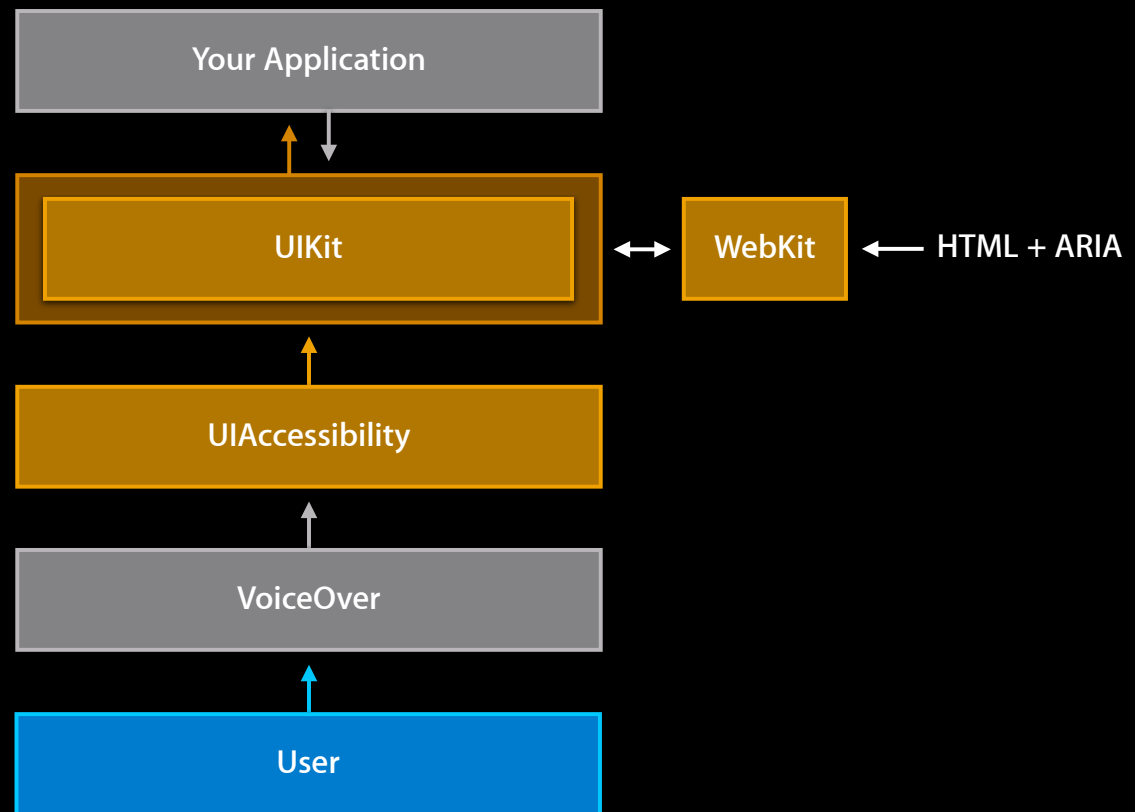 Your Application
UIKit
WebKit
HTML + ARIA
UIAccessibility
VoiceOver
User